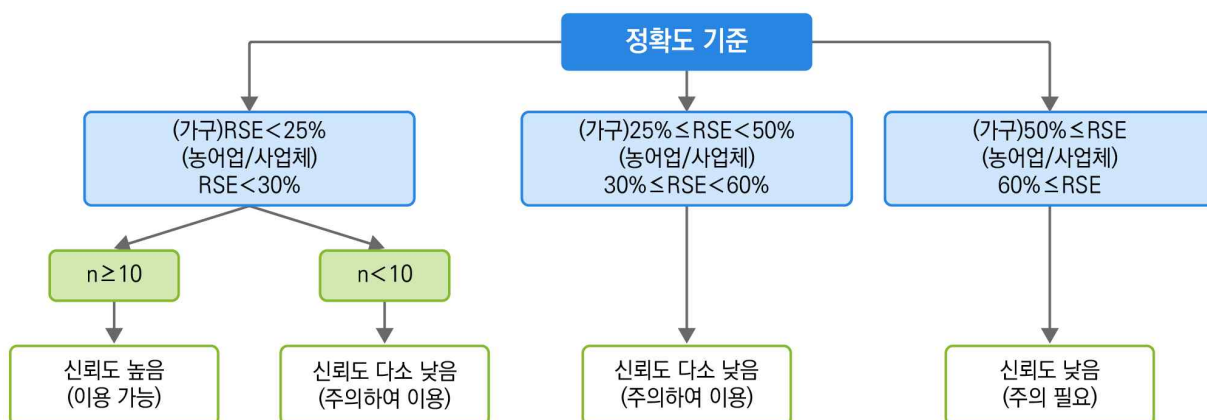 정확도 기준
(가구)RSE<25%
(농어업/사업체)
RSE<30%
(가구)25%≤RSE<50%
(농어업/사업체)
30%≤RSE<60%
(가구)50%≤RSE
(농어업/사업체)
60%≤RSE
n≥10
n<10
신뢰도 높음
(이용 가능)
신뢰도 다소 낮음
(주의하여 이용)
신뢰도 다소 낮음
(주의하여 이용)
신뢰도 낮음
(주의 필요)